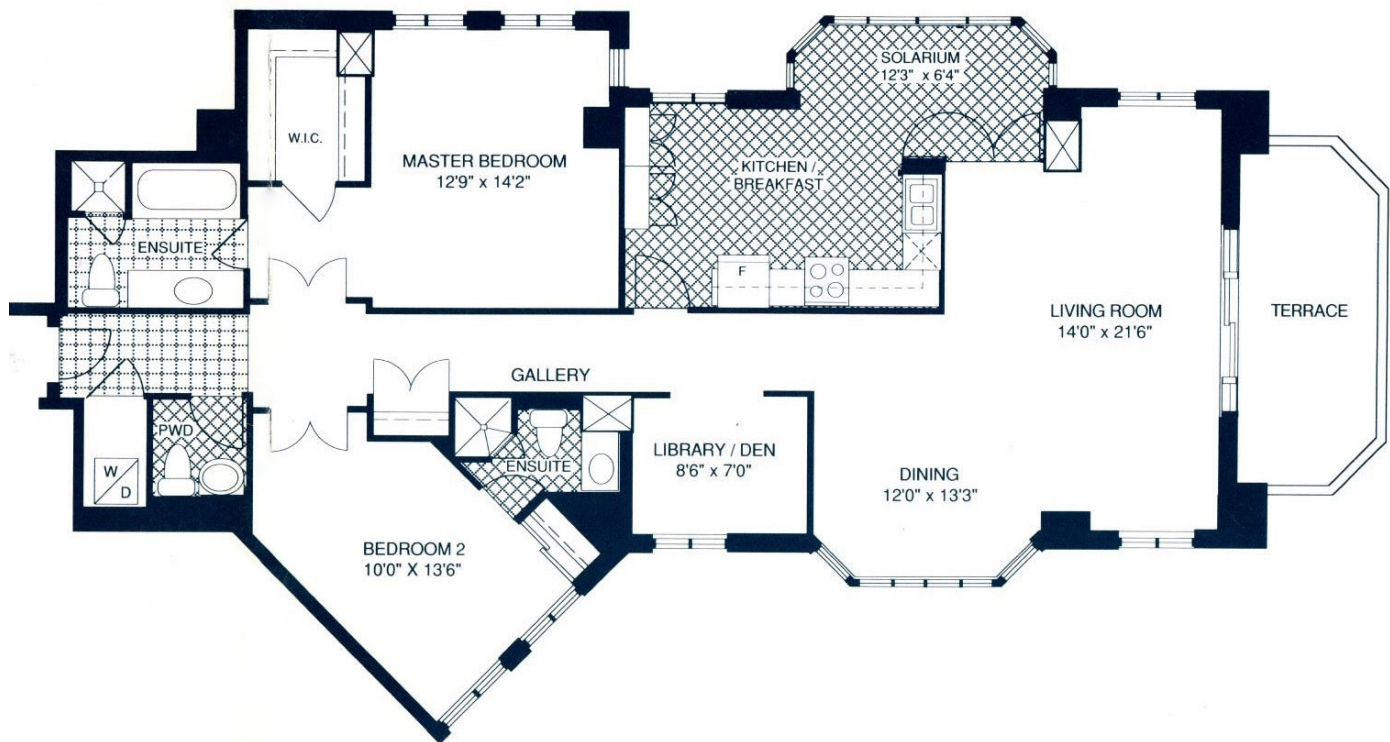 SOLARIUM
12'3" x 6'4"
W.I.C.
MASTER BEDROOM
12'9" x 14'2"
KITCHEN /
BREAKFAST
ENSUITE
F
LIVING ROOM
14'0" x 21'6"
TERRACE
GALLERY
PWD
W
D
ENSUITE
LIBRARY / DEN
8'6" x 7'0"
DINING
12'0" x 13'3"
BEDROOM 2
10'0" X 13'6"